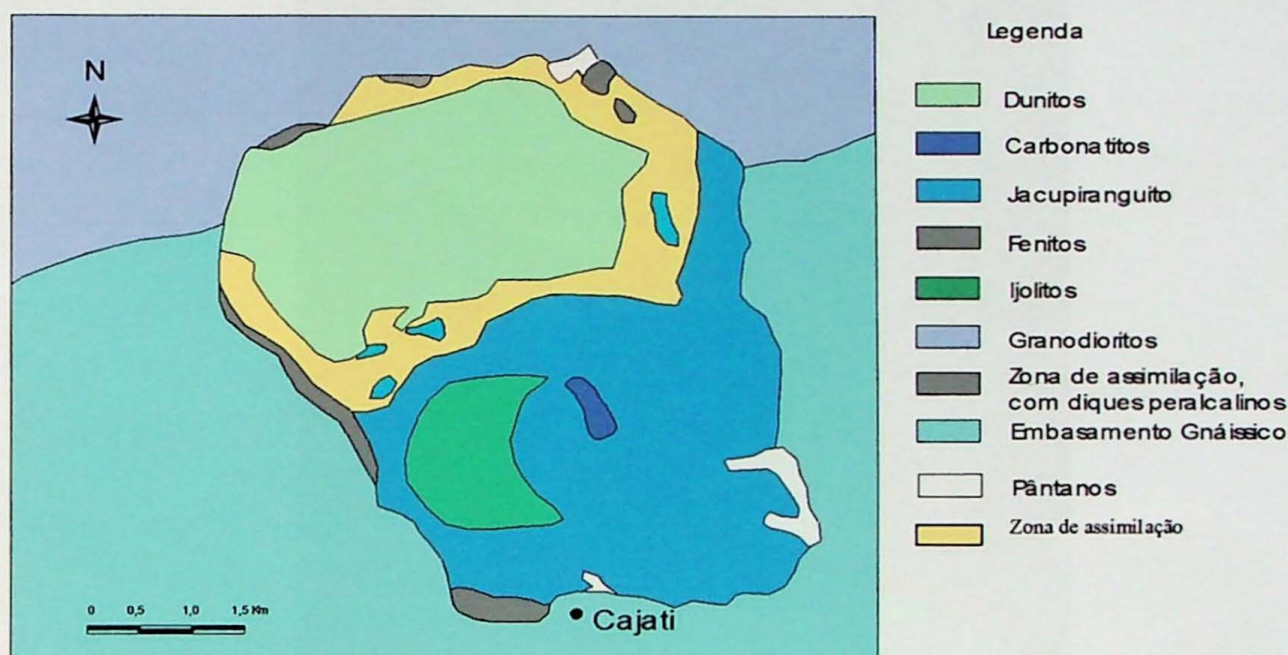 Legenda
N
Dunitos
Carbonatitos
Jacupiranguito
Fenitos
Ijolitos
Granodioritos
Zona de assimilação,
com diques peralcalinos
Embasamento Gnáissico
Pântanos
Zona de assimilação
0 0,5 1,0 1,5 Km
Cajati